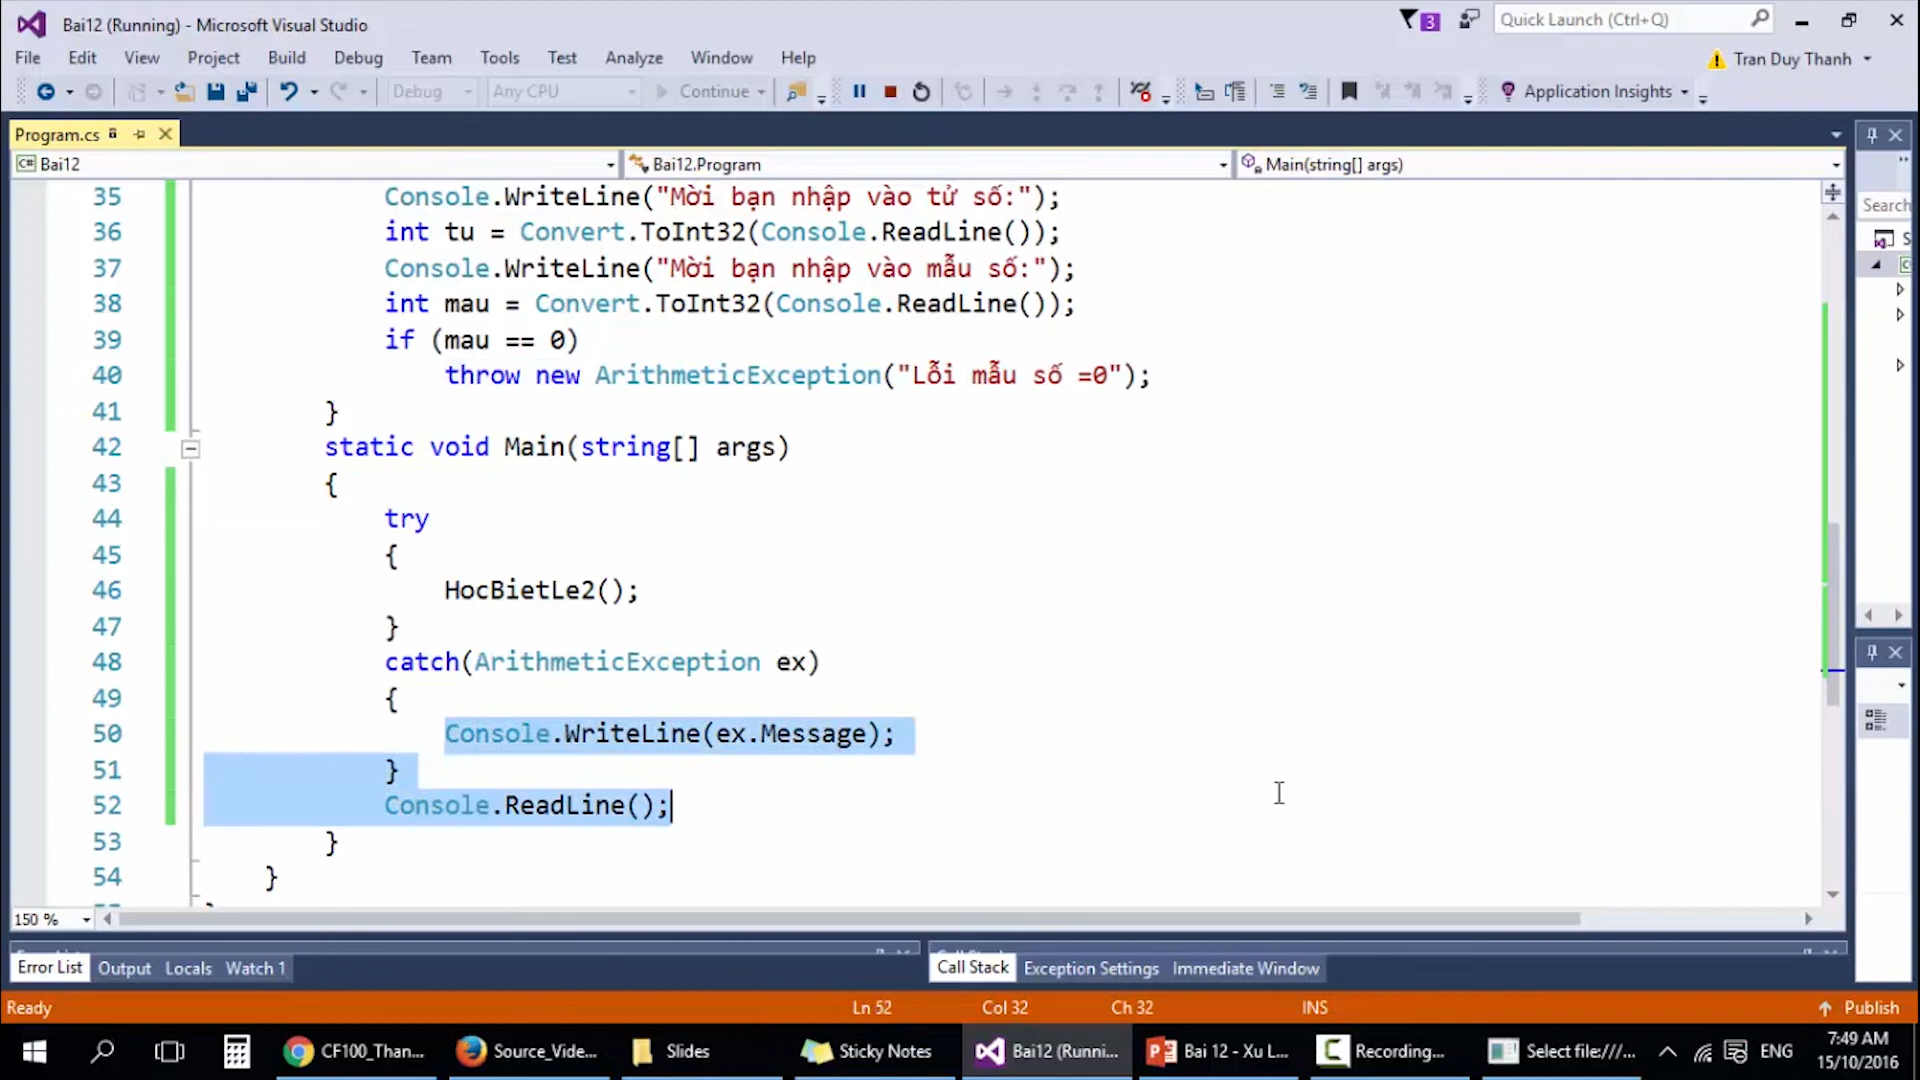 Bai12 (Running) - Microsoft Visual Studio
3
Quick Launch (Ctrl+Q)
File Edit View Project Build Debug Team Tools Test Analyze Window Help
Tran Duy Thanh
Debug Any CPU Continue Application Insights
Program.cs
C# Bai12 Bai12.Program Main(string[] args)
Search
35 Console.WriteLine("Mời bạn nhập vào tử số:");
36 int tu = Convert.ToInt32(Console.ReadLine());
37 Console.WriteLine("Mời bạn nhập vào mẫu số:");
38 int mau = Convert.ToInt32(Console.ReadLine());
39 if (mau == 0)
40 throw new ArithmeticException("Lỗi mẫu số =0");
41 }
42 static void Main(string[] args)
43 {
44 try
45 {
46 HocBietLe2();
47 }
48 catch(ArithmeticException ex)
49 {
50 Console.WriteLine(ex.Message);
51 }
52 Console.ReadLine();
53 }
54 }
150 %
Error List Output Locals Watch 1
Call Stack Exception Settings Immediate Window
Ready Ln 52 Col 32 Ch 32 INS Publish
CF100_Than... Source_Vide... Slides Sticky Notes Bai12 (Runni... Bai 12 - Xu L... Recording... Select file:///... ENG
7:49 AM
15/10/2016